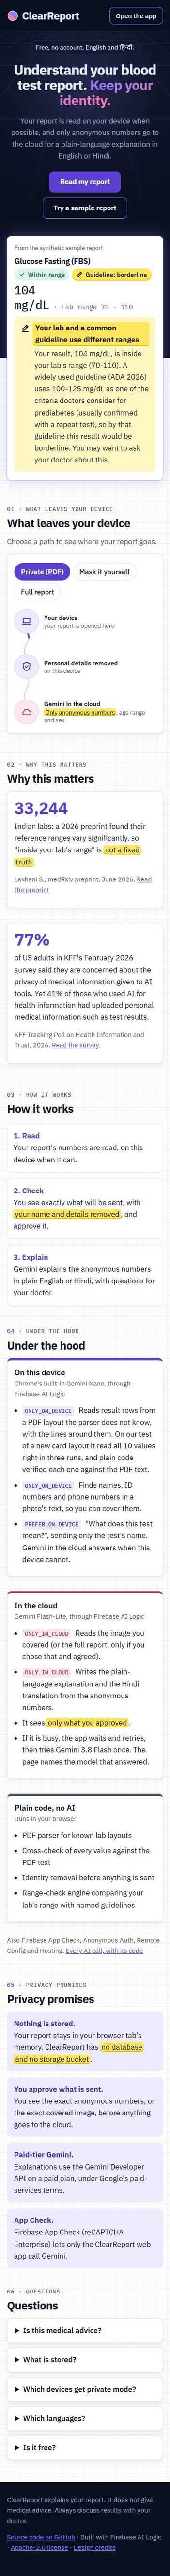 ClearReport
Open the app
Free, no account. English and हिन्दी.
Understand your blood
test report. Keep your
identity.
Your report is read on your device when
possible, and only anonymous numbers go
to the cloud for a plain-language explanation
in English or Hindi.
Read my report
Try a sample report
From the synthetic sample report
Glucose Fasting (FBS)
Within range
Guideline: borderline
104
mg/dL · Lab range 70 - 110
Your lab and a common
guideline use different ranges
Your result, 104 mg/dL, is inside
your lab's range (70-110). A
widely used guideline (ADA 2026)
uses 100-125 mg/dL as one of the
criteria doctors consider for
prediabetes (usually confirmed
with a repeat test), so by that
guideline this result would be
borderline. You may want to ask
your doctor about this.
01 · WHAT LEAVES YOUR DEVICE
What leaves your device
Choose a path to see where your report goes.
Private (PDF)
Mask it yourself
Full report
Your device
your report is opened here
Personal details removed
on this device
Gemini in the cloud
Only anonymous numbers, age range
and sex
02 · WHY THIS MATTERS
Why this matters
33,244
Indian labs: a 2026 preprint found their
reference ranges vary significantly, so
"inside your lab's range" is not a fixed
truth.
Lakhani S., medRxiv preprint, June 2026. Read
the preprint
77%
of US adults in KFF's February 2026
survey said they are concerned about the
privacy of medical information given to AI
tools. Yet 41% of those who used AI for
health information had uploaded personal
medical information such as test results.
KFF Tracking Poll on Health Information and
Trust, 2026. Read the survey
03 · HOW IT WORKS
How it works
1. Read
Your report's numbers are read, on this
device when it can.
2. Check
You see exactly what will be sent, with
your name and details removed, and
approve it.
3. Explain
Gemini explains the anonymous numbers
in plain English or Hindi, with questions for
your doctor.
04 · UNDER THE HOOD
Under the hood
On this device
Chrome's built-in Gemini Nano, through
Firebase AI Logic
• ONLY_ON_DEVICE Reads result rows from
a PDF layout the parser does not know,
with the lines around them. On our test
of a new card layout it read all 10 values
right in three runs, and plain code
verified each one against the PDF text.
• ONLY_ON_DEVICE Finds names, ID
numbers and phone numbers in a
photo's text, so you can cover them.
• PREFER_ON_DEVICE "What does this test
mean?", sending only the test's name.
Gemini in the cloud answers when this
device cannot.
In the cloud
Gemini Flash-Lite, through Firebase AI Logic
• ONLY_IN_CLOUD Reads the image you
covered (or the full report, only if you
chose that and agreed).
• ONLY_IN_CLOUD Writes the plain-
language explanation and the Hindi
translation from the anonymous
numbers.
• It sees only what you approved.
• If it is busy, the app waits and retries,
then tries Gemini 3.8 Flash once. The
page names the model that answered.
Plain code, no AI
Runs in your browser
• PDF parser for known lab layouts
• Cross-check of every value against the
PDF text
• Identity removal before anything is sent
• Range-check engine comparing your
lab's range with named guidelines
Also Firebase App Check, Anonymous Auth, Remote
Config and Hosting. Every AI call, with its code
05 · PRIVACY PROMISES
Privacy promises
Nothing is stored.
Your report stays in your browser tab's
memory. ClearReport has no database
and no storage bucket.
You approve what is sent.
You see the exact anonymous numbers, or
the exact covered image, before anything
goes to the cloud.
Paid-tier Gemini.
Explanations use the Gemini Developer
API on a paid plan, under Google's paid-
services terms.
App Check.
Firebase App Check (reCAPTCHA
Enterprise) lets only the ClearReport web
app call Gemini.
06 · QUESTIONS
Questions
Is this medical advice?
What is stored?
Which devices get private mode?
Which languages?
Is it free?
ClearReport explains your report. It does not give
medical advice. Always discuss results with your
doctor.
Source code on GitHub · Built with Firebase AI Logic
· Apache-2.0 license · Design credits